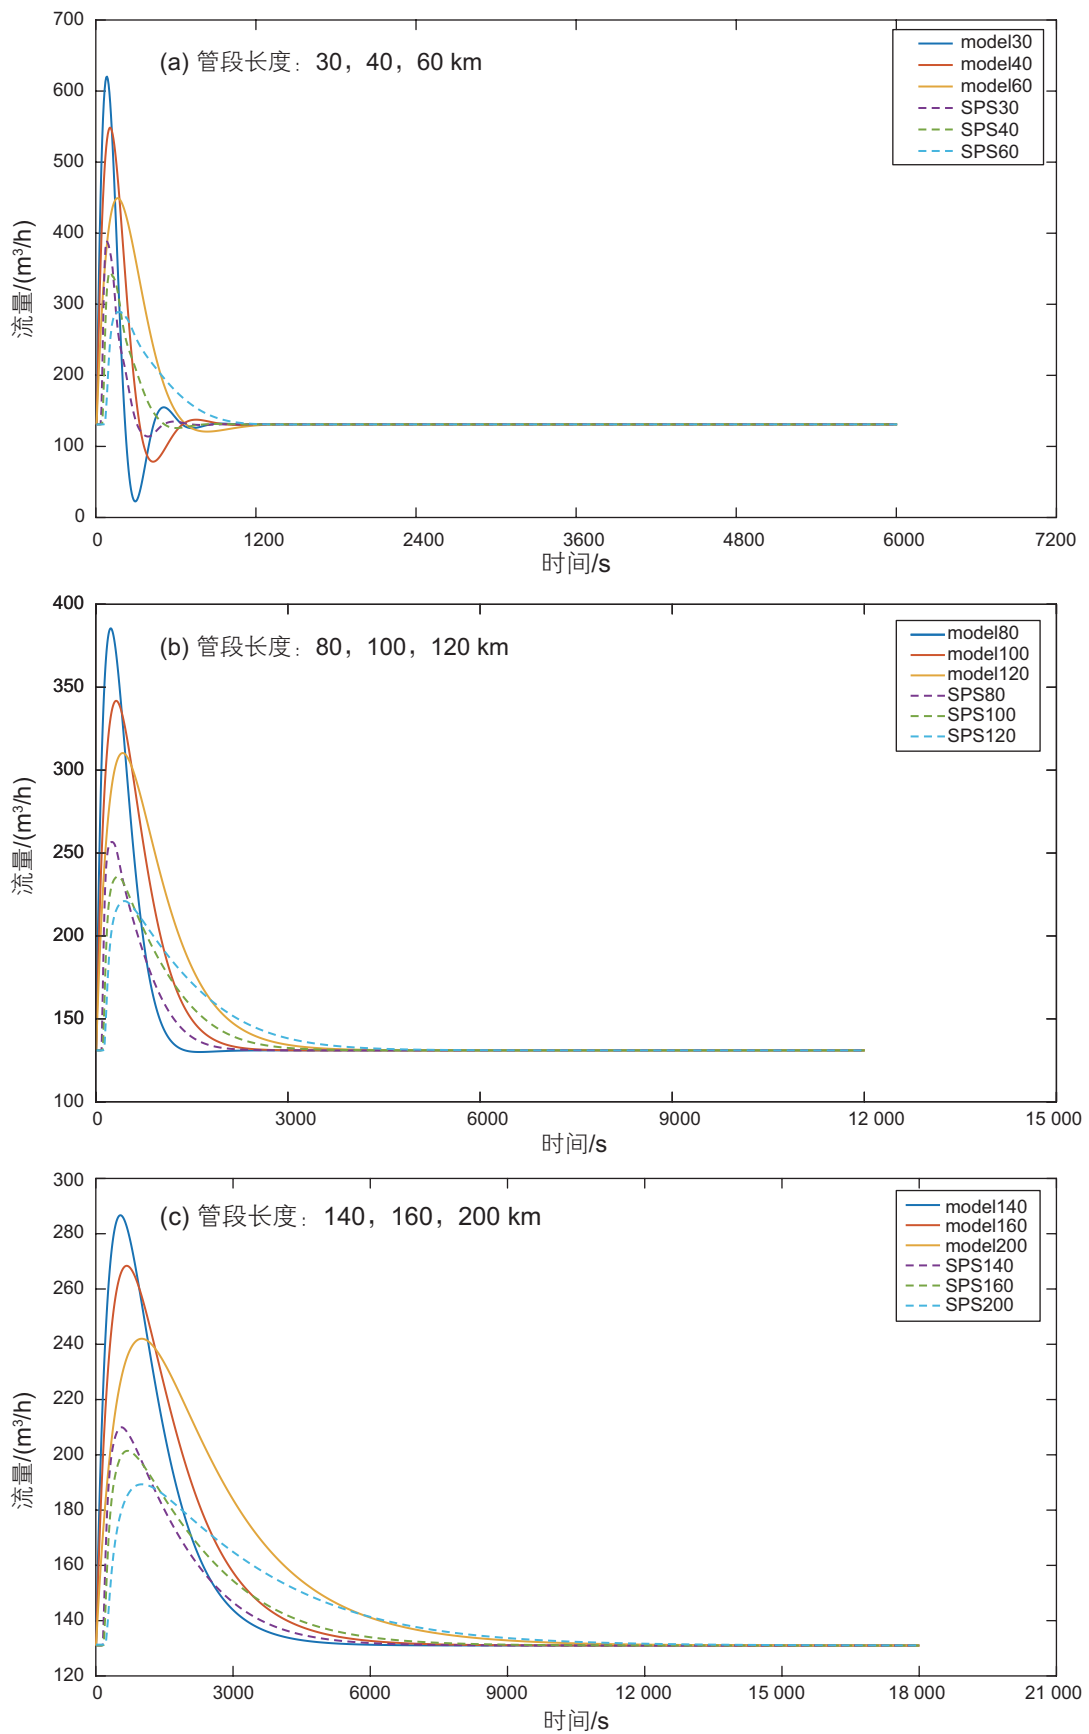 700
600
500
400
300
200
100
0
流量/(m³/h)
(a) 管段长度：30，40，60 km
model30
model40
model60
SPS30
SPS40
SPS60
0 1200 2400 3600 4800 6000 7200
时间/s
400
350
300
250
200
150
100
流量/(m³/h)
(b) 管段长度：80，100，120 km
model80
model100
model120
SPS80
SPS100
SPS120
0 3000 6000 9000 12 000 15 000
时间/s
300
280
260
240
220
200
180
160
140
120
流量/(m³/h)
(c) 管段长度：140，160，200 km
model140
model160
model200
SPS140
SPS160
SPS200
0 3000 6000 9000 12 000 15 000 18 000 21 000
时间/s